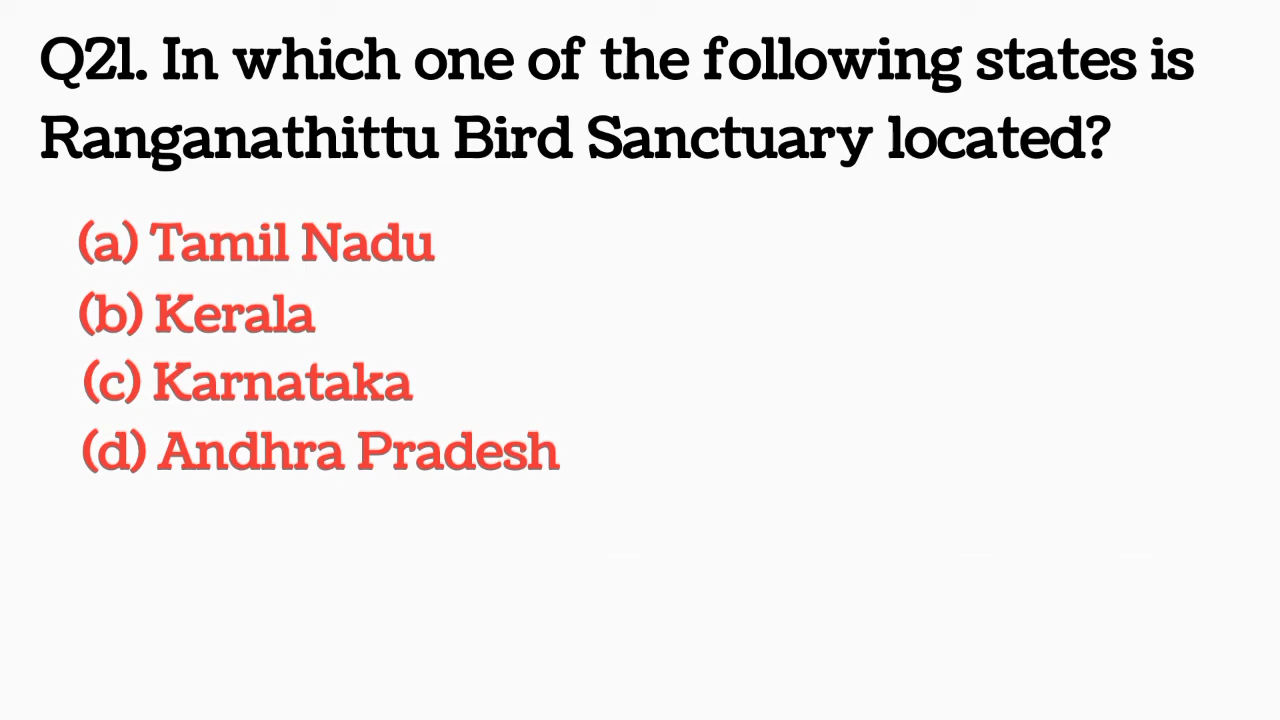 Q21. In which one of the following states is
Ranganathittu Bird Sanctuary located?
(a) Tamil Nadu
(b) Kerala
(c) Karnataka
(d) Andhra Pradesh